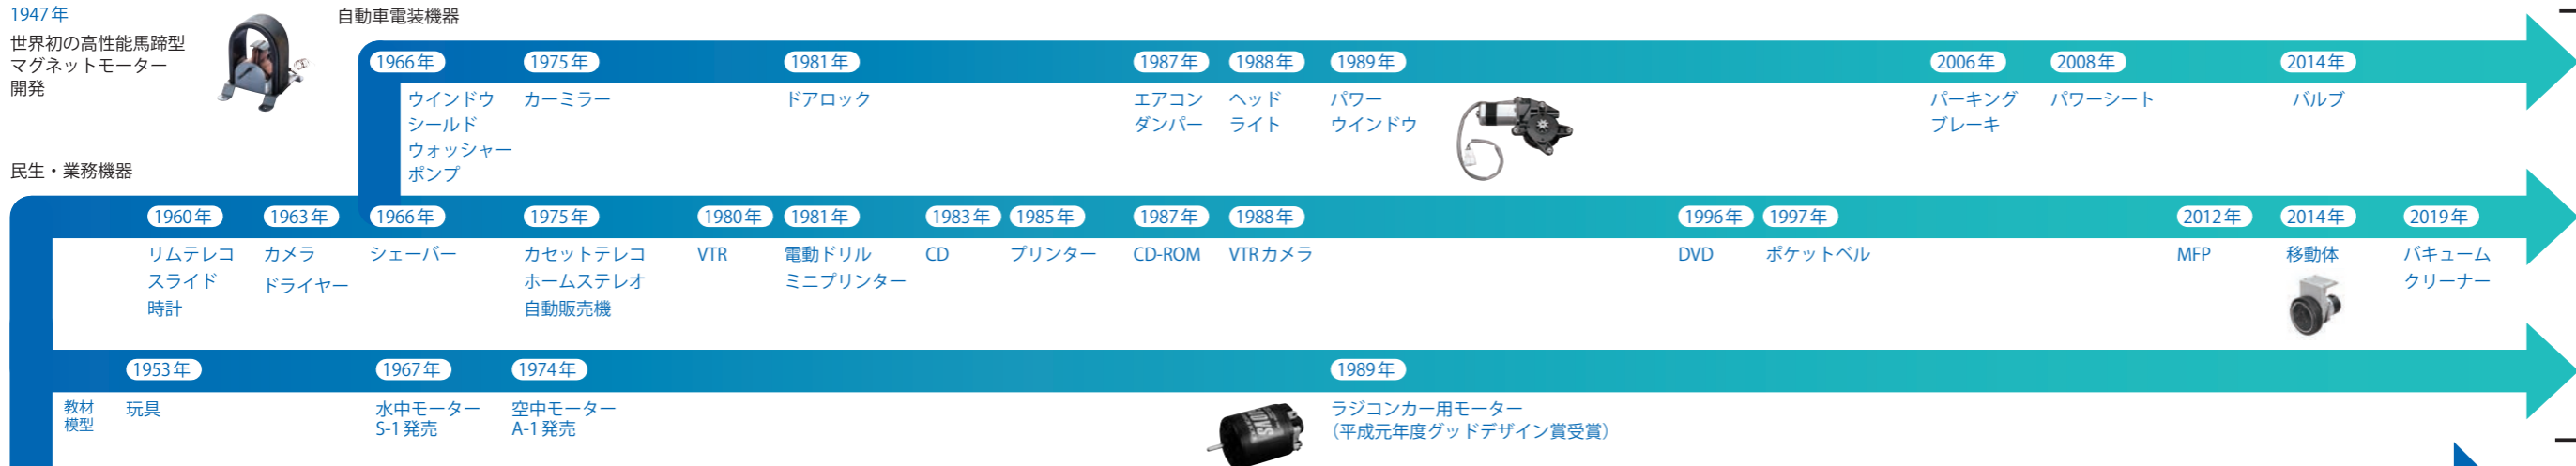 1947年
世界初の高性能馬蹄型
マグネットモーター
開発
自動車電装機器
1966年
ウインドウ
シールド
ウォッシャー
ポンプ
1975年
カーミラー
1981年
ドアロック
1987年
エアコン
ダンパー
1988年
ヘッド
ライト
1989年
パワー
ウインドウ
2006年
パーキング
ブレーキ
2008年
パワーシート
2014年
バルブ
民生・業務機器
1960年
リムテレコ
スライド
時計
1963年
カメラ
ドライヤー
1966年
シェーバー
1975年
カセットテレコ
ホームステレオ
自動販売機
1980年
VTR
1981年
電動ドリル
ミニプリンター
1983年
CD
1985年
プリンター
1987年
CD-ROM
1988年
VTRカメラ
1996年
DVD
1997年
ポケットベル
2012年
MFP
2014年
移動体
2019年
バキューム
クリーナー
教材
模型
1953年
玩具
1967年
水中モーター
S-1発売
1974年
空中モーター
A-1発売
1989年
ラジコンカー用モーター
（平成元年度グッドデザイン賞受賞）